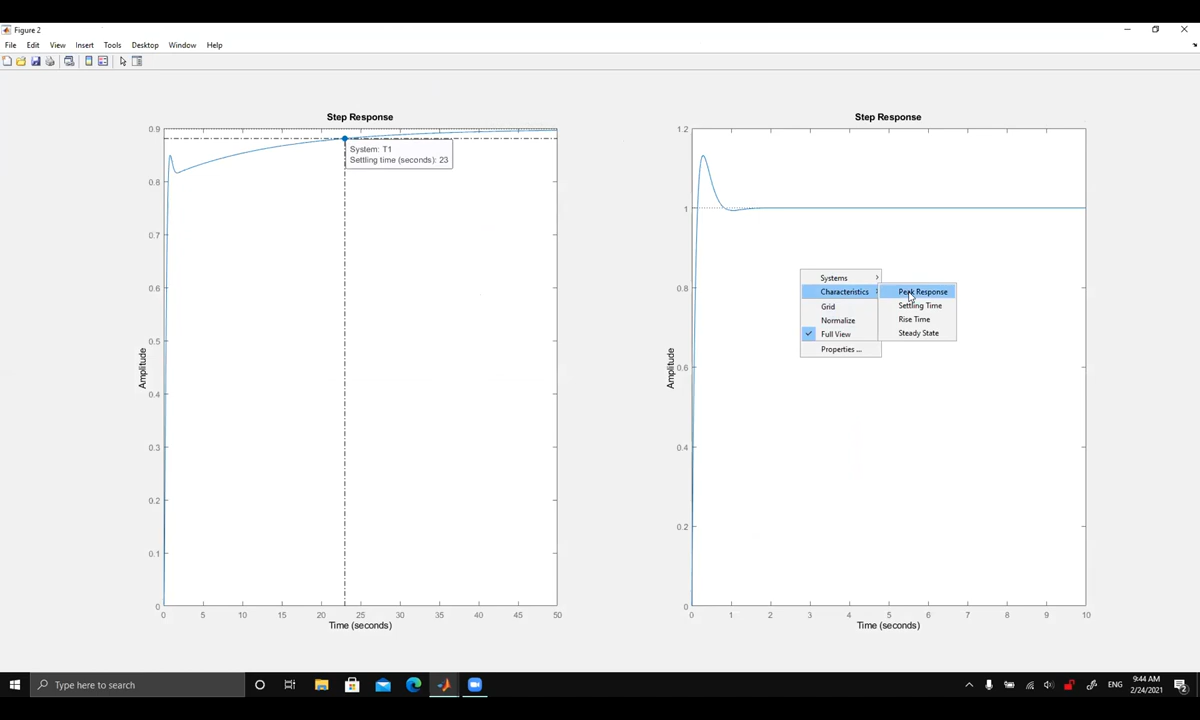 Figure 2
File Edit View Insert Tools Desktop Window Help
Step Response
0.9
0.8
0.7
0.6
0.5
0.4
0.3
0.2
0.1
0
Amplitude
System: T1
Settling time (seconds): 23
0 5 10 15 20 25 30 35 40 45 50
Time (seconds)
Step Response
1.2
1
0.8
0.6
0.4
0.2
0
Amplitude
Systems
Characteristics
Grid
Normalize
Full View
Properties ...
Peak Response
Settling Time
Rise Time
Steady State
0 1 2 3 4 5 6 7 8 9 10
Time (seconds)
Type here to search
ENG
9:44 AM
2/24/2021
2